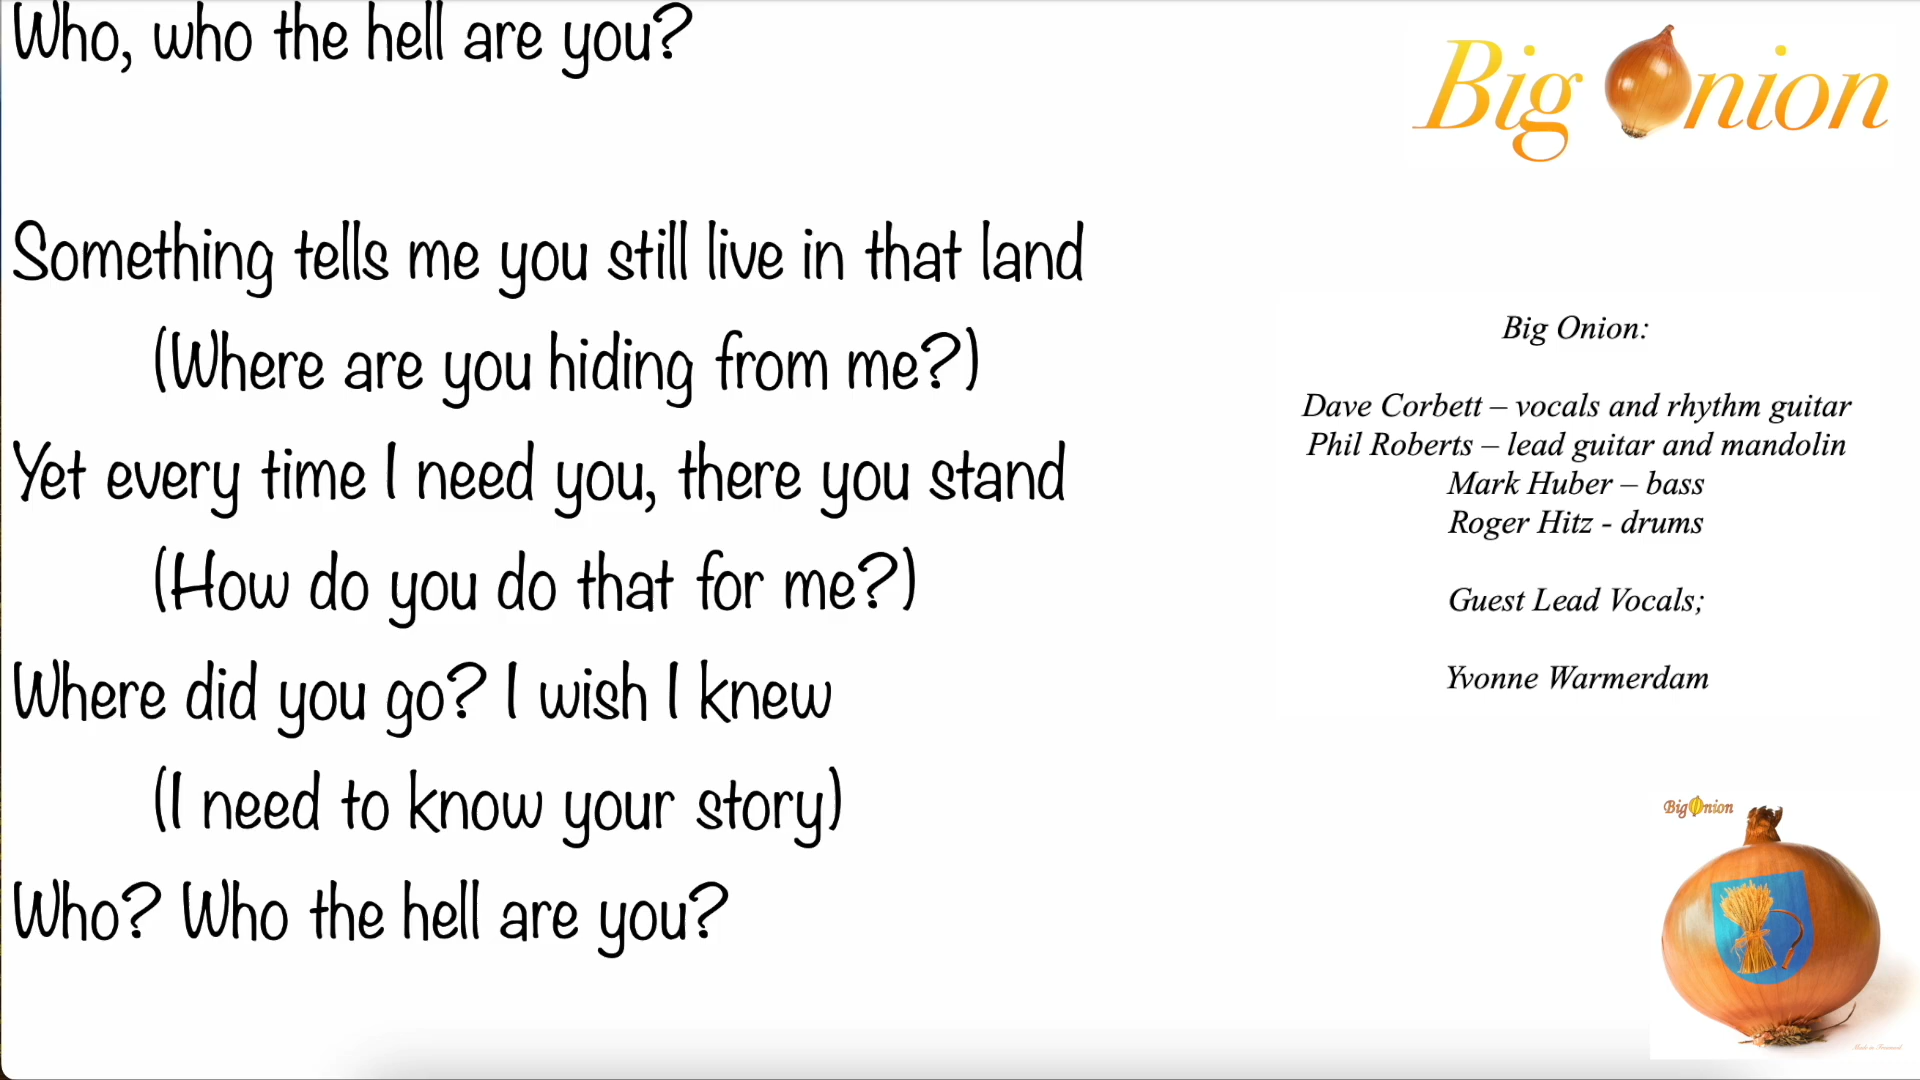 Who, who the hell are you?
Something tells me you still live in that land
(Where are you hiding from me?)
Yet every time I need you, there you stand
(How do you do that for me?)
Where did you go? I wish I knew
(I need to know your story)
Who? Who the hell are you?
Big Onion
Big Onion:
Dave Corbett – vocals and rhythm guitar
Phil Roberts – lead guitar and mandolin
Mark Huber – bass
Roger Hitz - drums
Guest Lead Vocals;
Yvonne Warmerdam
Big Onion